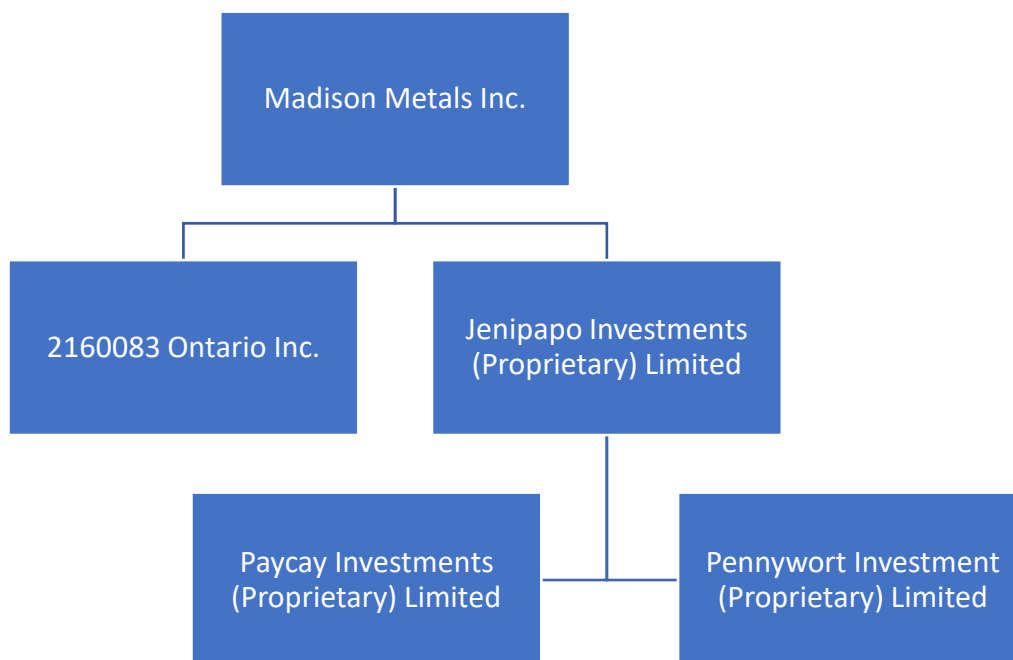 Madison Metals Inc.
2160083 Ontario Inc.
Jenipapo Investments
(Proprietary) Limited
Paycay Investments
(Proprietary) Limited
Pennywort Investment
(Proprietary) Limited